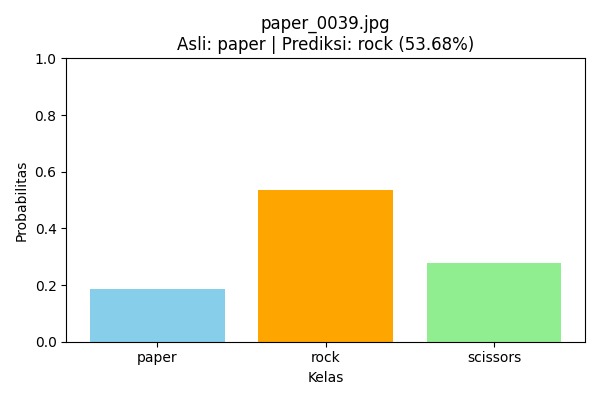 paper_0039.jpg
Asli: paper | Prediksi: rock (53.68%)
1.0
0.8
0.6
0.4
0.2
0.0
Probabilitas
paper
rock
scissors
Kelas